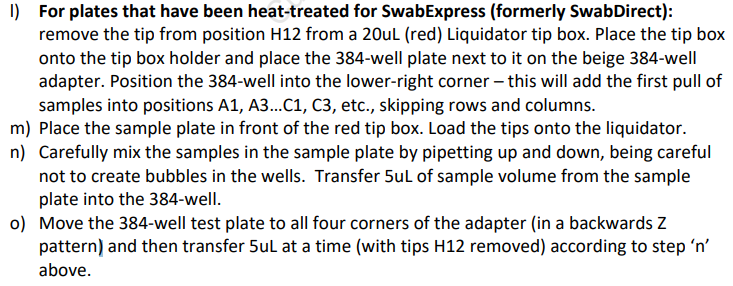 l) For plates that have been heat-treated for SwabExpress (formerly SwabDirect):
remove the tip from position H12 from a 20uL (red) Liquidator tip box. Place the tip box
onto the tip box holder and place the 384-well plate next to it on the beige 384-well
adapter. Position the 384-well into the lower-right corner – this will add the first pull of
samples into positions A1, A3...C1, C3, etc., skipping rows and columns.
m) Place the sample plate in front of the red tip box. Load the tips onto the liquidator.
n) Carefully mix the samples in the sample plate by pipetting up and down, being careful
not to create bubbles in the wells.  Transfer 5uL of sample volume from the sample
plate into the 384-well.
o) Move the 384-well test plate to all four corners of the adapter (in a backwards Z
pattern) and then transfer 5uL at a time (with tips H12 removed) according to step ‘n’
above.